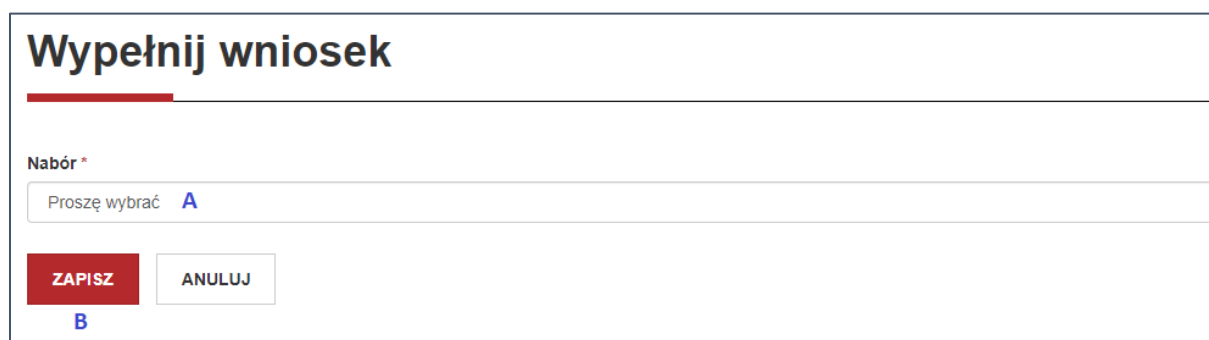 Wypełnij wniosek
Nabór *
Proszę wybrać A
ZAPISZ ANULUJ
B